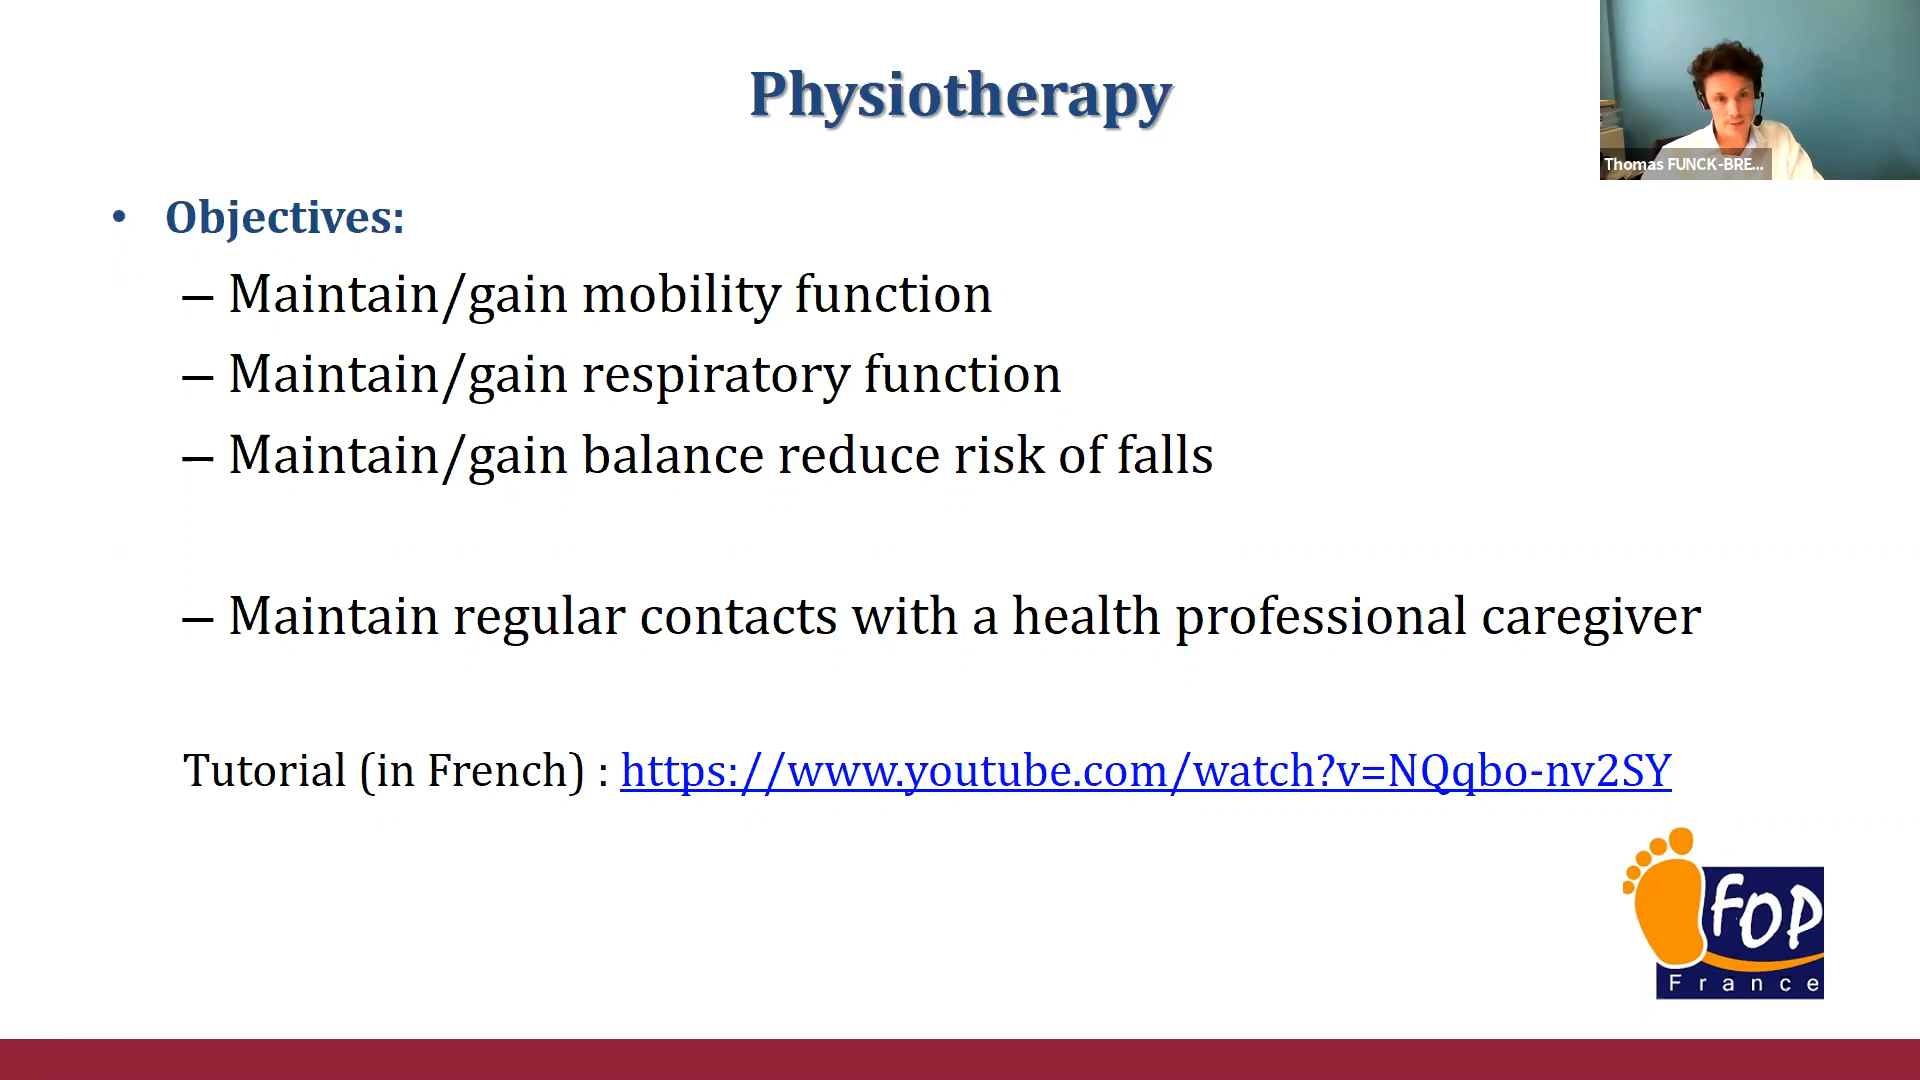 Physiotherapy
Thomas FUNCK-BRE...
• Objectives:
– Maintain/gain mobility function
– Maintain/gain respiratory function
– Maintain/gain balance reduce risk of falls
– Maintain regular contacts with a health professional caregiver
Tutorial (in French) : https://www.youtube.com/watch?v=NQqbo-nv2SY
FOP
France